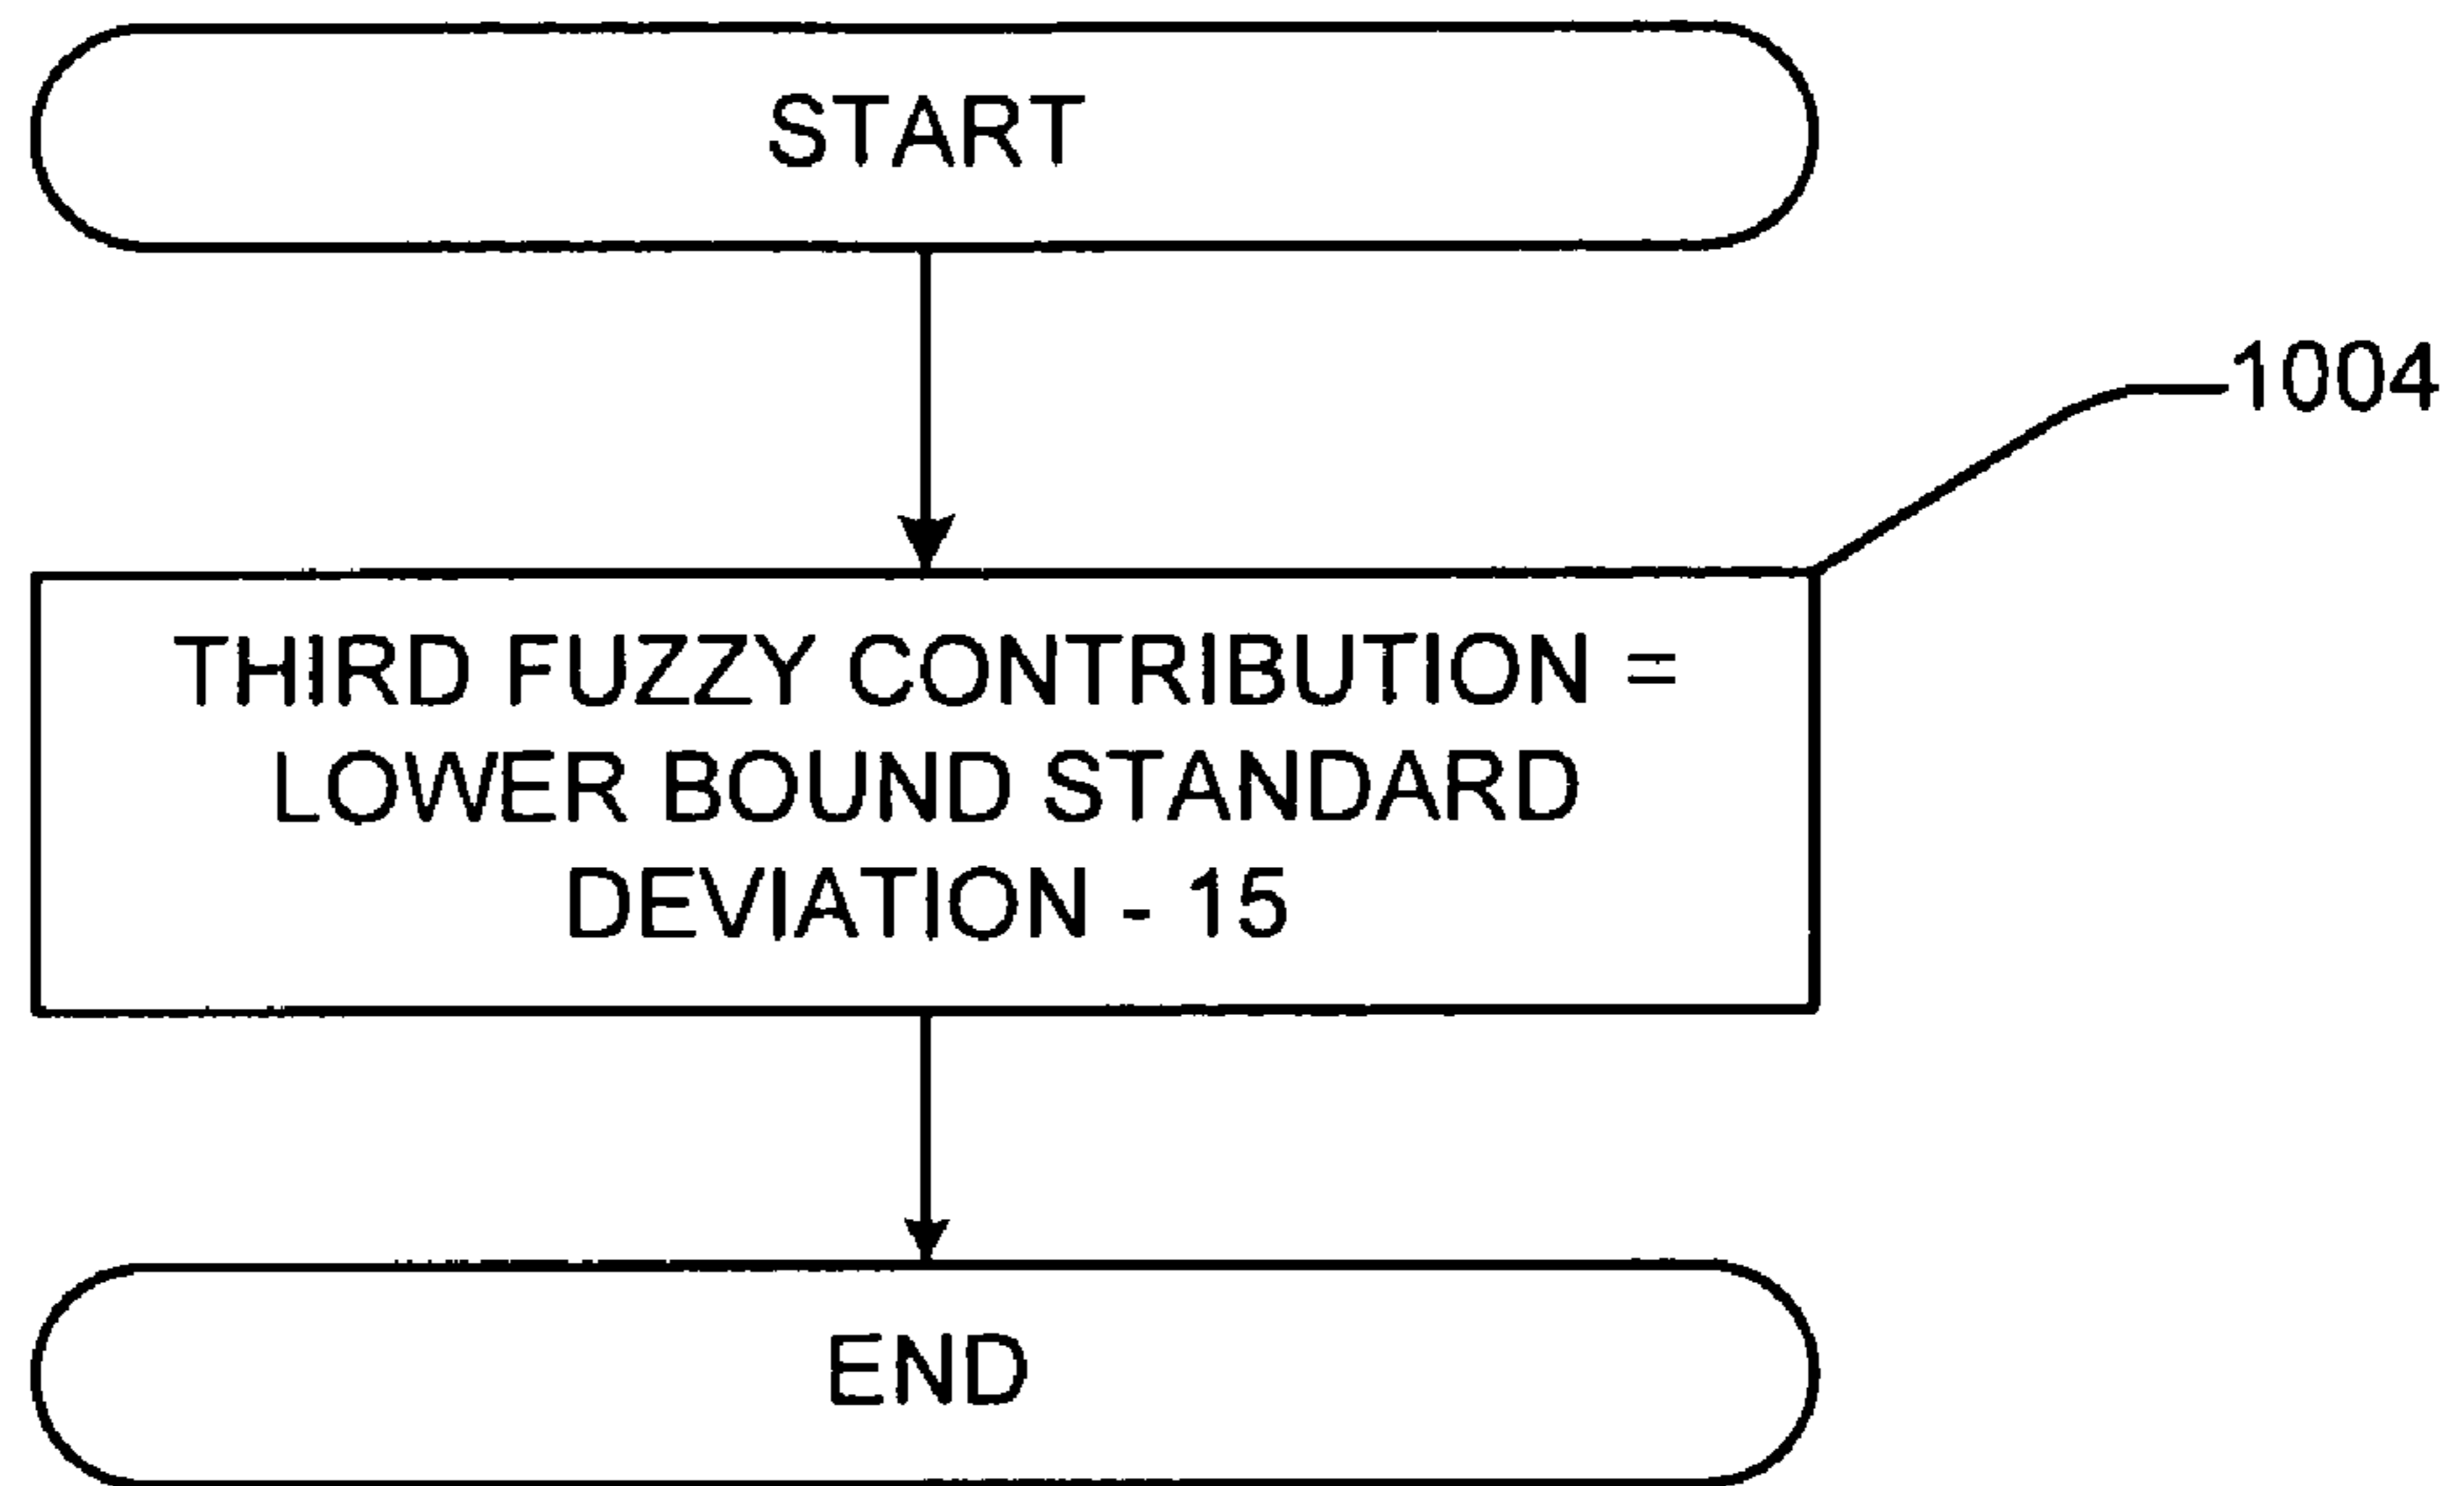 START
1004
THIRD FUZZY CONTRIBUTION =
LOWER BOUND STANDARD
DEVIATION - 15
END